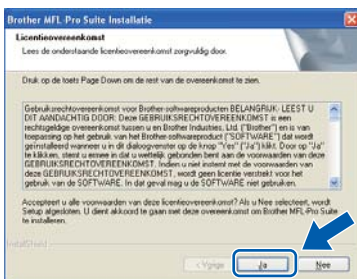 Brother MFL-Pro Suite Installatie
Licentieovereenkomst
Lees de onderstaande licentieovereenkomst zorgvuldig door.
Druk op de toets Page Down om de rest van de overeenkomst te zien.
Gebruiksrechtovereenkomst voor Brother-softwareproducten BELANGRIJK- LEEST U
DIT AANDACHTIG DOOR: Deze GEBRUIKSRECHTOVEREENKOMST is een
rechtsgeldige overeenkomst tussen u en Brother Industries, Ltd. ("Brother") en is van
toepassing op het gebruik van het Brother-softwareproduct ("SOFTWARE") dat wordt
geïnstalleerd wanneer u in dit dialoogvenster op de knop "Yes" ("Ja") klikt. Door op "Ja"
te klikken, stemt u ermee in dat u wettelijk gebonden bent aan de voorwaarden van deze
GEBRUIKSRECHTOVEREENKOMST. Indien u niet instemt met de voorwaarden van
deze GEBRUIKSRECHTOVEREENKOMST, wordt geen licentie verstrekt voor het
gebruik van de SOFTWARE. In dat geval mag u de SOFTWARE niet gebruiken.
Accepteert u alle voorwaarden van deze licentieovereenkomst? Als u Nee selecteert, wordt
Setup afgesloten. U dient akkoord te gaan met deze overeenkomst om Brother MFL-Pro Suite
te installeren.
InstallShield
< Vorige
Ja
Nee